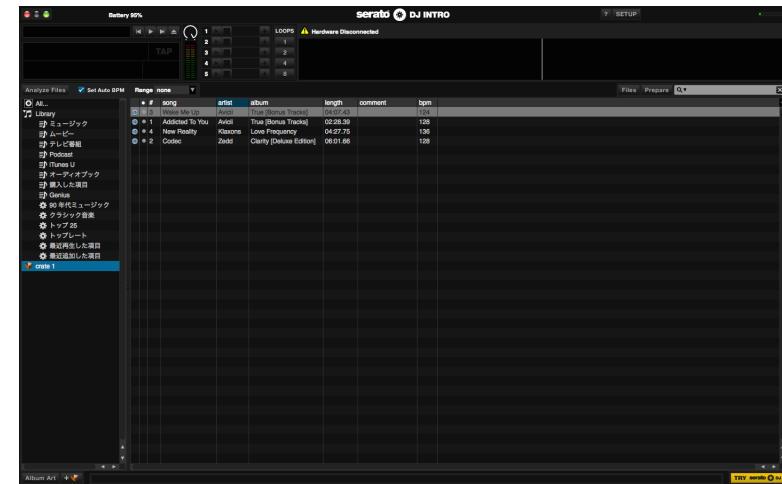 Battery 95%
serato DJ INTRO
? SETUP
TAP
1
2
3
4
5
LOOPS
1
2
4
8
Hardware Disconnected
Analyze Files Set Auto BPM Range none
Files Prepare
# song artist album length comment bpm
3 Wake Me Up Avicii True [Bonus Tracks] 04:07.43 124
1 Addicted To You Avicii True [Bonus Tracks] 02:28.39 128
4 New Reality Klaxons Love Frequency 04:27.75 136
2 Codec Zedd Clarity [Deluxe Edition] 06:01.66 128
All...
Library
ミュージック
ムービー
テレビ番組
Podcast
iTunes U
オーディオブック
購入した項目
Genius
90 年代ミュージック
クラシック音楽
トップ 25
トップレート
最近再生した項目
最近追加した項目
crate 1
Album Art +
TRY serato